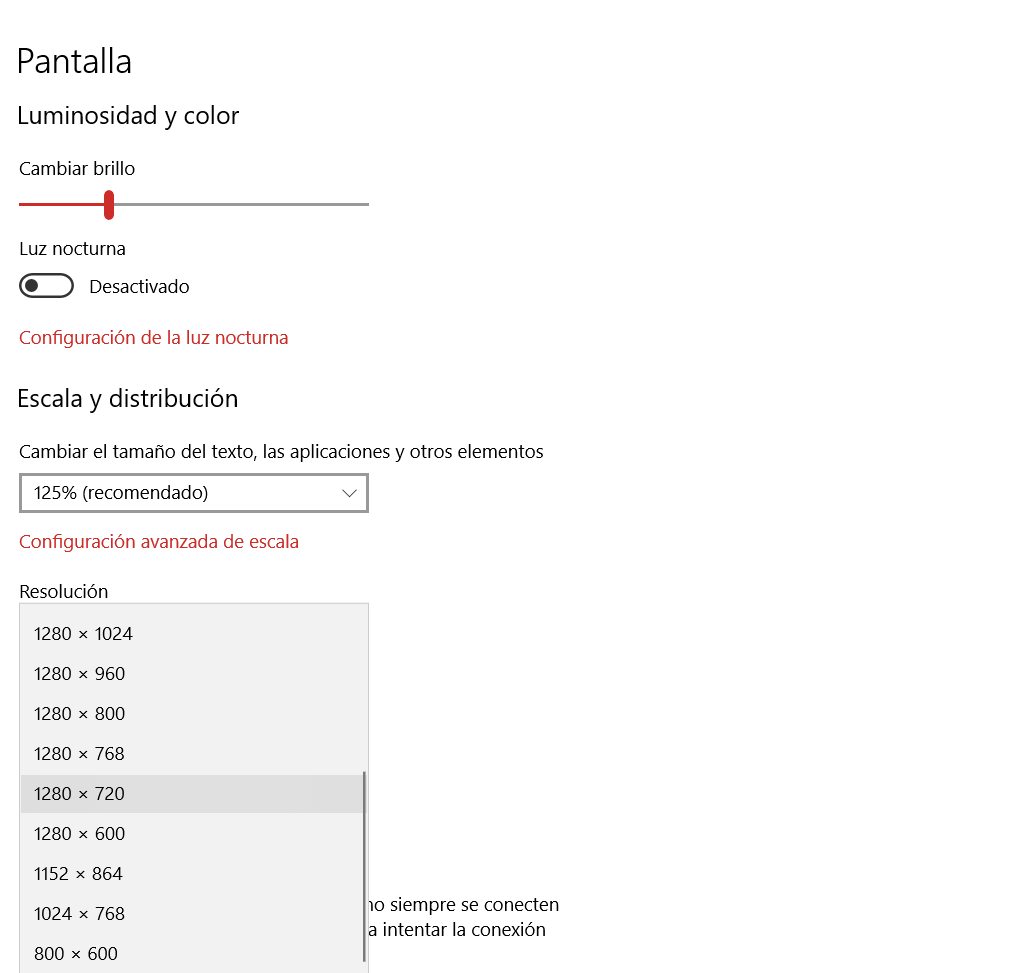 Pantalla
Luminosidad y color
Cambiar brillo
Luz nocturna
Desactivado
Configuración de la luz nocturna
Escala y distribución
Cambiar el tamaño del texto, las aplicaciones y otros elementos
125% (recomendado)
Configuración avanzada de escala
Resolución
1280 × 1024
1280 × 960
1280 × 800
1280 × 768
1280 × 720
1280 × 600
1152 × 864
1024 × 768
no siempre se conecten
a intentar la conexión
800 × 600